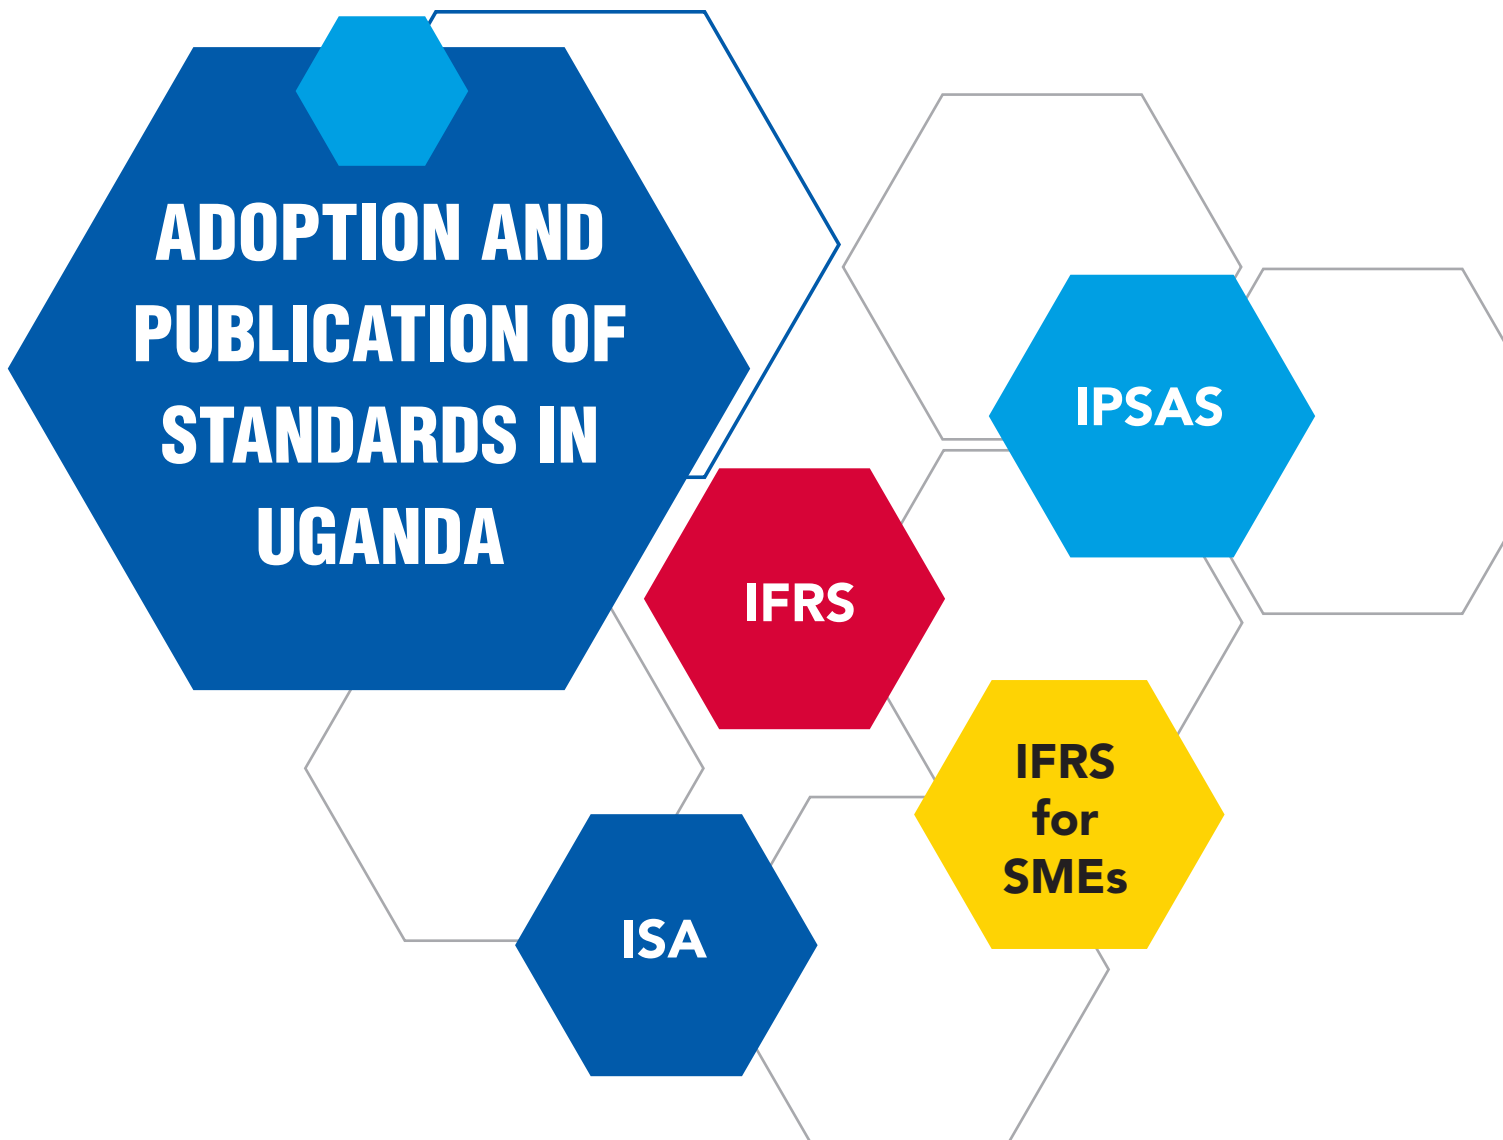 ADOPTION AND
PUBLICATION OF
STANDARDS IN
UGANDA
IPSAS
IFRS
IFRS
for
SMEs
ISA